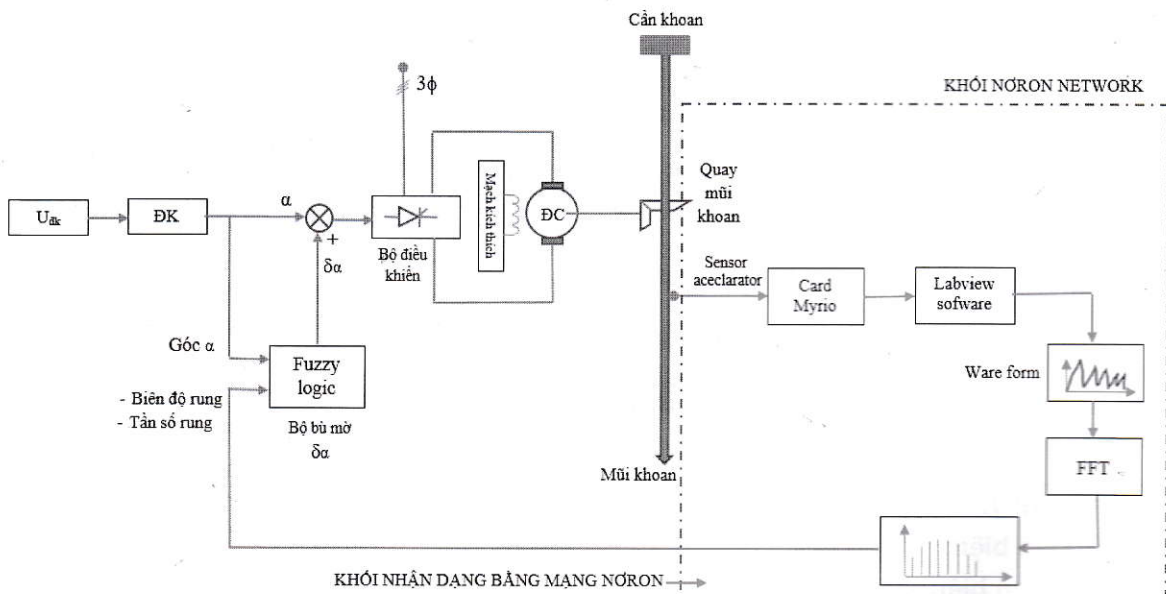 Cần khoan
3ϕ
KHỐI NƠRON NETWORK
Mạch kích thích
Quay
mũi
khoan
U_đk
ĐK
α
ĐC
+
δα
Bộ điều
khiển
Sensor
aceclarator
Card
Myrio
Labview
sofware
Góc α
Fuzzy
logic
Ware form
- Biên độ rung
- Tần số rung
Bộ bù mờ
δα
Mũi khoan
FFT
KHỐI NHẬN DẠNG BẰNG MẠNG NƠRON